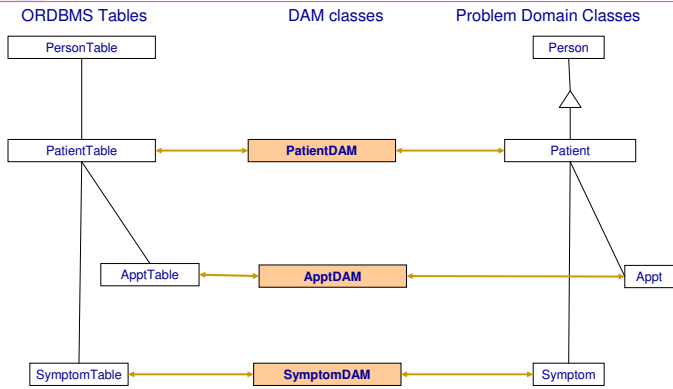 ORDBMS Tables
DAM classes
Problem Domain Classes
PersonTable
Person
PatientTable
PatientDAM
Patient
ApptTable
ApptDAM
Appt
SymptomTable
SymptomDAM
Symptom